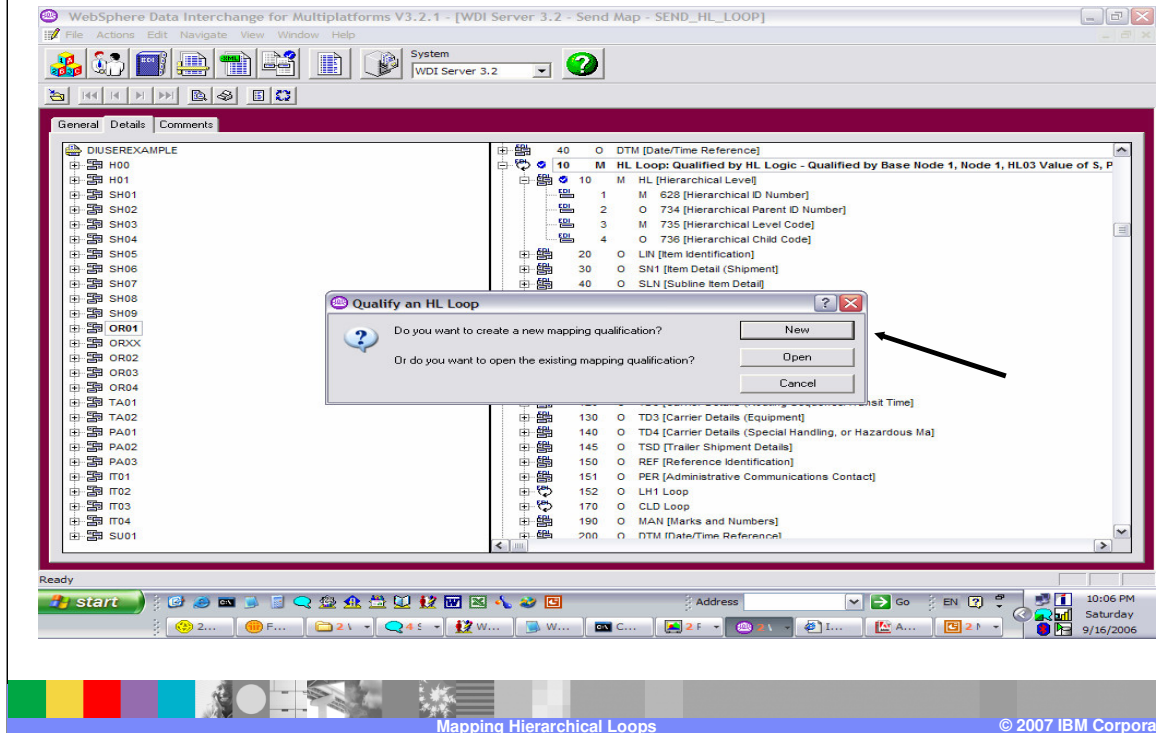 WebSphere Data Interchange for Multiplatforms V3.2.1 - [WDI Server 3.2 - Send Map - SEND_HL_LOOP]
File Actions Edit Navigate View Window Help
System
WDI Server 3.2
General Details Comments
DIUSEREXAMPLE
H00
H01
SH01
SH02
SH03
SH04
SH05
SH06
SH07
SH08
SH09
OR01
ORXX
OR02
OR03
OR04
TA01
TA02
PA01
PA02
PA03
IT01
IT02
IT03
IT04
SU01
40 O DTM [Date/Time Reference]
10 M HL Loop: Qualified by HL Logic - Qualified by Base Node 1, Node 1, HL03 Value of S, P
10 M HL [Hierarchical Level]
1 M 628 [Hierarchical ID Number]
2 O 734 [Hierarchical Parent ID Number]
3 M 735 [Hierarchical Level Code]
4 O 736 [Hierarchical Child Code]
20 O LIN [Item Identification]
30 O SN1 [Item Detail (Shipment)
40 O SLN [Subline Item Detail]
Qualify an HL Loop
Do you want to create a new mapping qualification?
New
Or do you want to open the existing mapping qualification?
Open
Cancel
130 O TD3 [Carrier Details (Equipment]
140 O TD4 [Carrier Details (Special Handling, or Hazardous Ma]
145 O TSD [Trailer Shipment Details]
150 O REF [Reference Identification]
151 O PER [Administrative Communications Contact]
152 O LH1 Loop
170 O CLD Loop
190 O MAN [Marks and Numbers]
200 O DTM [Date/Time Reference]
Ready
start
Address
Go
EN
10:06 PM
Saturday
9/16/2006
2... F... 2 \ 4 5 W... W... C... 2 F 2 \ I... A...
Mapping Hierarchical Loops
© 2007 IBM Corpora